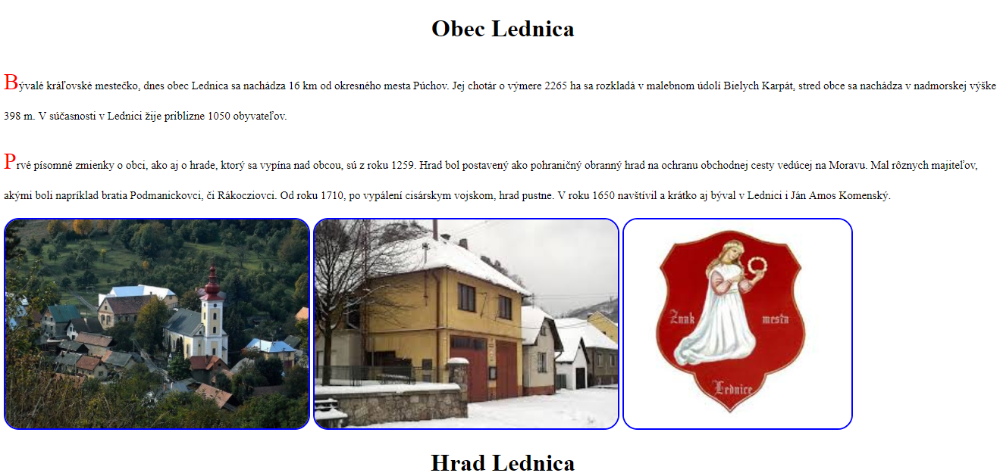 Obec Lednica
Bývalé kráľovské mestečko, dnes obec Lednica sa nachádza 16 km od okresného mesta Púchov. Jej chotár o výmere 2265 ha sa rozkladá v malebnom údolí Bielych Karpát, stred obce sa nachádza v nadmorskej výške
398 m. V súčasnosti v Lednici žije priblizne 1050 obyvateľov.
Prvé písomné zmienky o obci, ako aj o hrade, ktorý sa vypína nad obcou, sú z roku 1259. Hrad bol postavený ako pohraničný obranný hrad na ochranu obchodnej cesty vedúcej na Moravu. Mal rôznych majiteľov,
akými boli napríklad bratia Podmanickovci, či Rákocziovci. Od roku 1710, po vypálení cisárskym vojskom, hrad pustne. V roku 1650 navštívil a krátko aj býval v Lednici i Ján Amos Komenský.
Znak mesta
Lednice
Hrad Lednica